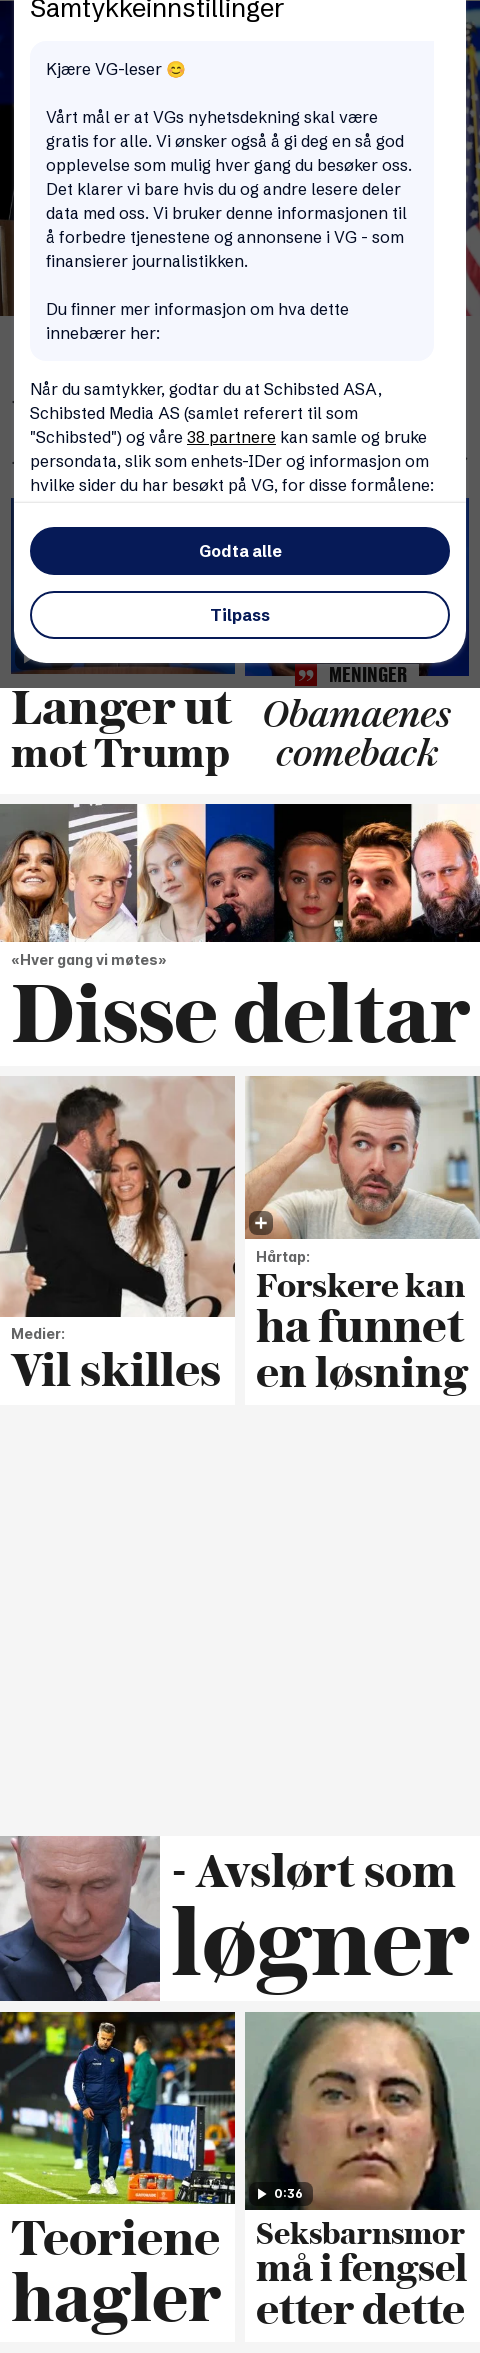 Samtykkeinnstillinger
Kjære VG-leser 😊
Vårt mål er at VGs nyhetsdekning skal være
gratis for alle. Vi ønsker også å gi deg en så god
opplevelse som mulig hver gang du besøker oss.
Det klarer vi bare hvis du og andre lesere deler
data med oss. Vi bruker denne informasjonen til
å forbedre tjenestene og annonsene i VG - som
finansierer journalistikken.
Du finner mer informasjon om hva dette
innebærer her:
Når du samtykker, godtar du at Schibsted ASA,
Schibsted Media AS (samlet referert til som
"Schibsted") og våre 38 partnere kan samle og bruke
persondata, slik som enhets-IDer og informasjon om
hvilke sider du har besøkt på VG, for disse formålene:
Godta alle
Tilpass
Langer ut
mot Trump
MENINGER
Obamaenes
comeback
«Hver gang vi møtes»
Disse deltar
Medier:
Vil skilles
Hårtap:
Forskere kan
ha funnet
en løsning
- Avslørt som
løgner
Teoriene
hagler
0:36
Seksbarnsmor
må i fengsel
etter dette